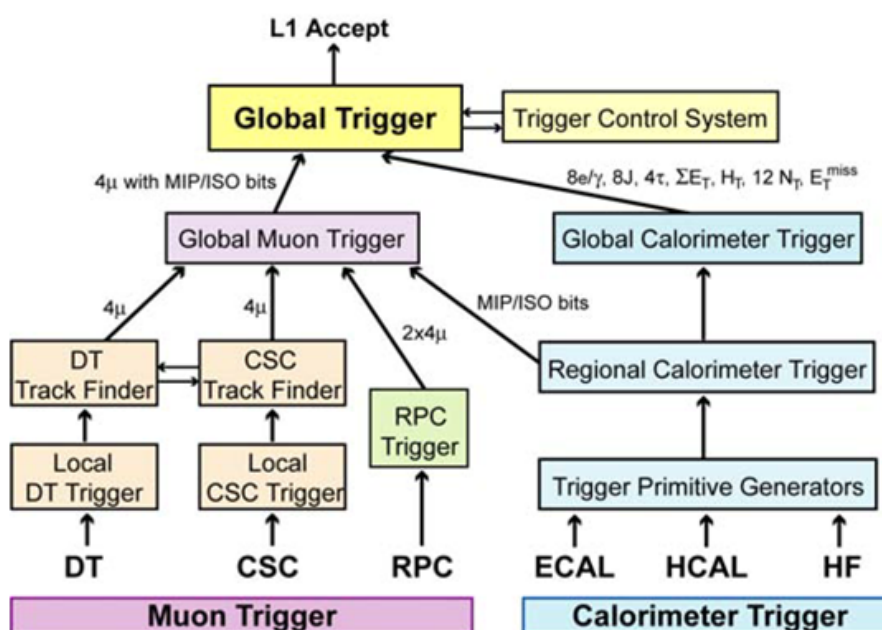 L1 Accept
Global Trigger
Trigger Control System
4μ with MIP/ISO bits
8e/γ, 8J, 4τ, ΣE_T, H_T, 12 N_T, E_T^miss
Global Muon Trigger
Global Calorimeter Trigger
4μ
4μ
2x4μ
MIP/ISO bits
DT
Track Finder
CSC
Track Finder
RPC
Trigger
Regional Calorimeter Trigger
Local
DT Trigger
Local
CSC Trigger
Trigger Primitive Generators
DT
CSC
RPC
ECAL
HCAL
HF
Muon Trigger
Calorimeter Trigger